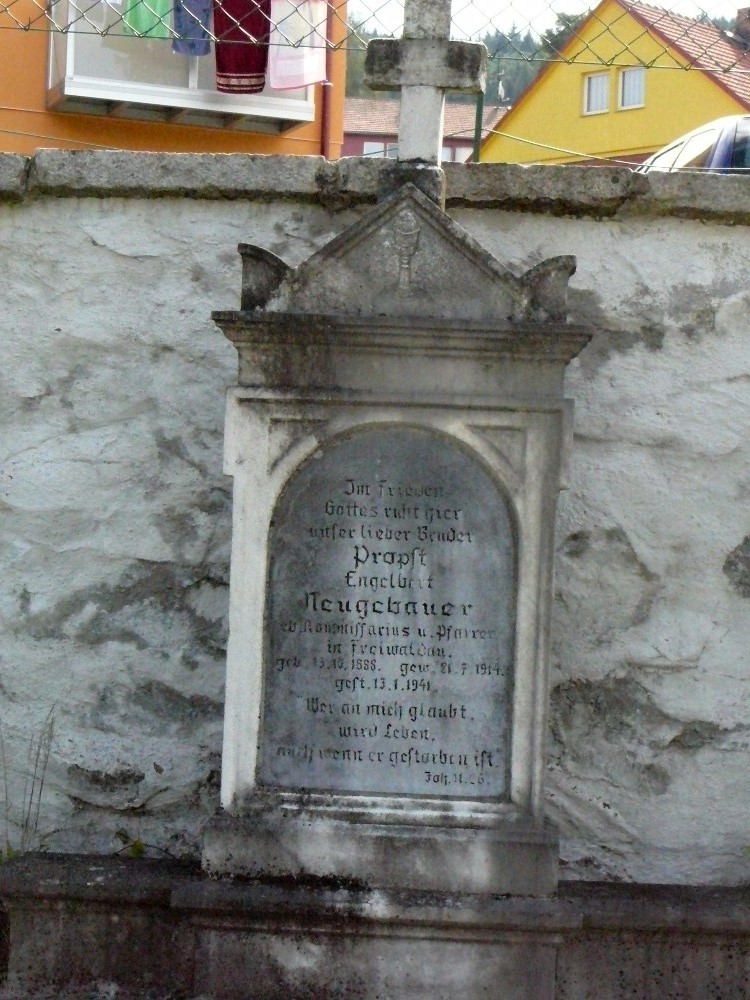 Im Frieden
Gottes ruht hier
unser lieber Bruder
Propst
Engelbert
Neugebauer
eb. Kommissarius u. Pfarrer
in Freiwaldau.
geb. 13.10.1888. gew. 21.7.1914.
gest. 13.1.1941.
"Wer an mich glaubt,
wird Leben,
auch wenn er gestorben ist."
Joh. 11.26.